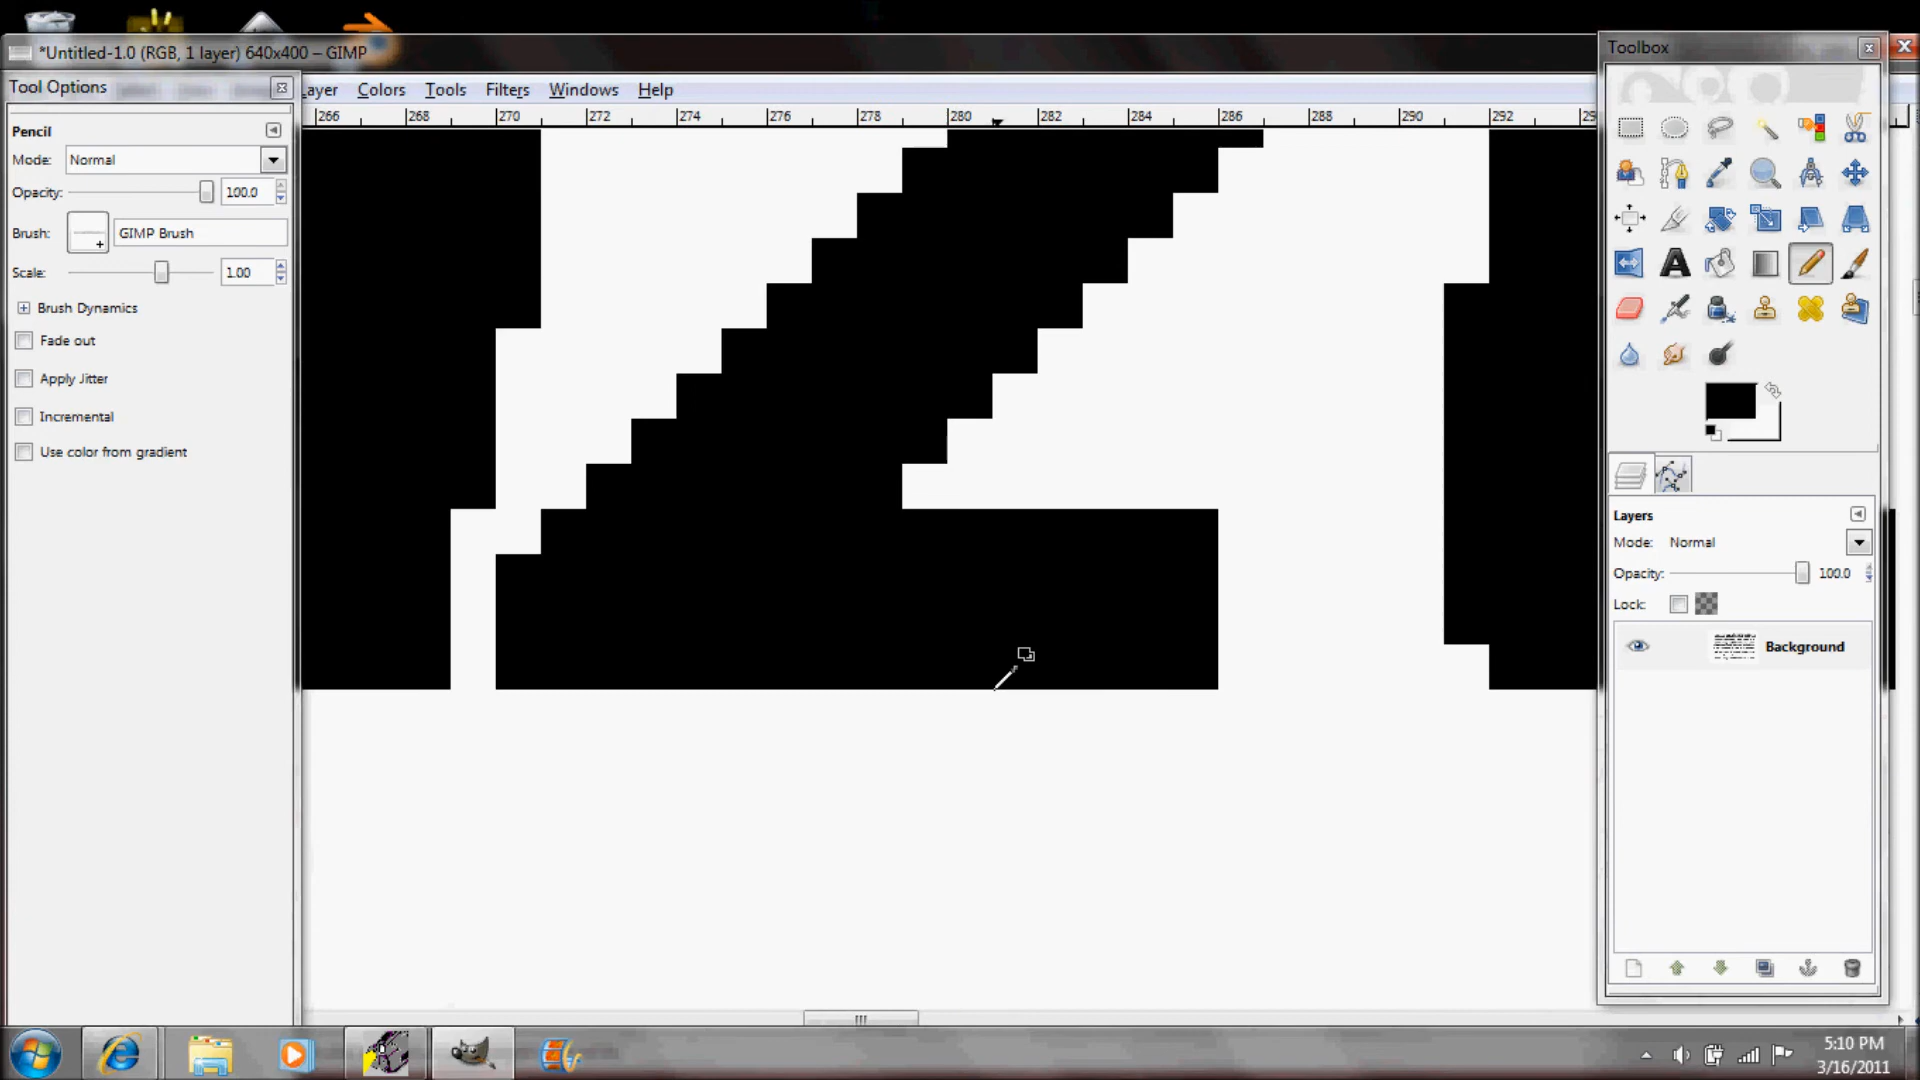 *Untitled-1.0 (RGB, 1 layer) 640x400 – GIMP
Toolbox
Tool Options
ayer Colors Tools Filters Windows Help
266 268 270 272 274 276 278 280 282 284 286 288 290 292
Pencil
Mode: Normal
Opacity: 100.0
Brush: GIMP Brush
Scale: 1.00
Brush Dynamics
Fade out
Apply Jitter
Incremental
Use color from gradient
Layers
Mode: Normal
Opacity: 100.0
Lock:
Background
5:10 PM
3/16/2011